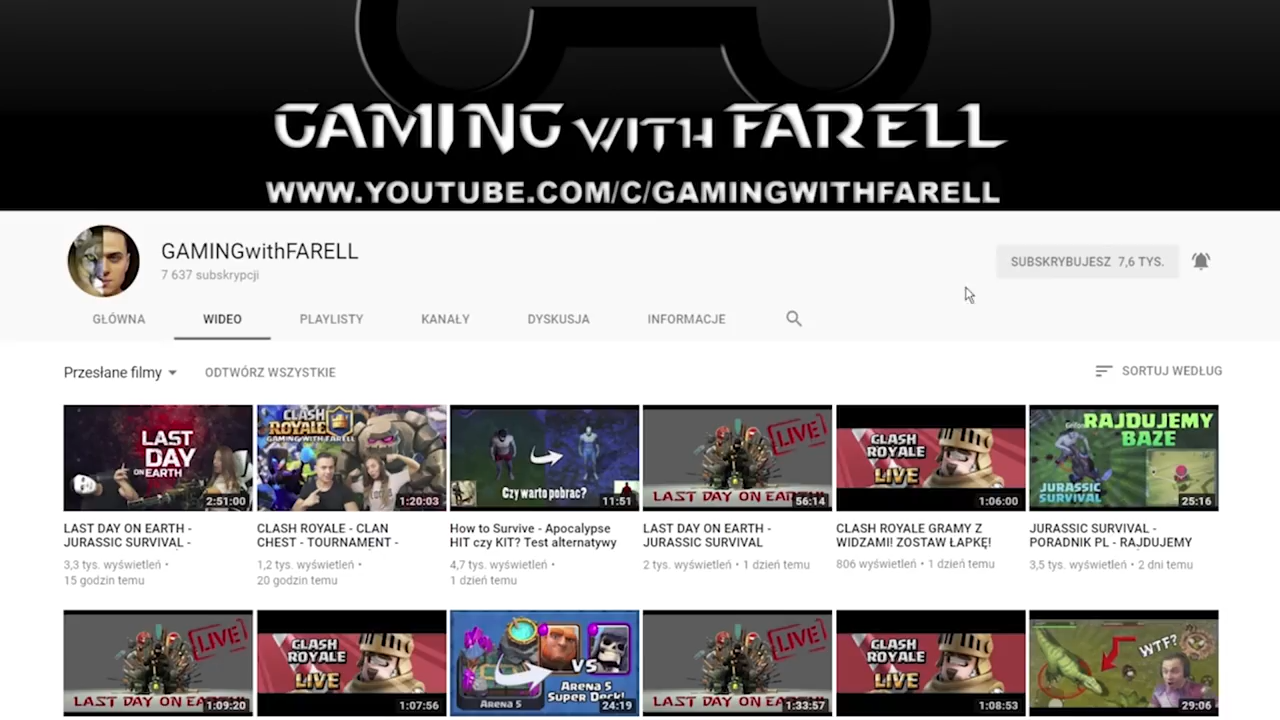 GAMING WITH FARELL
WWW.YOUTUBE.COM/C/GAMINGWITHFARELL
GAMINGwithFARELL
7 637 subskrypcji
SUBSKRYBUJESZ 7,6 TYS.
GŁÓWNA WIDEO PLAYLISTY KANAŁY DYSKUSJA INFORMACJE
Przesłane filmy ODTWÓRZ WSZYSTKIE SORTUJ WEDŁUG
LAST
DAY
ON EARTH
2:51:00
CLASH
ROYALE
GAMING WITH FARELL
1:20:03
Czy warto pobrac?
11:51
LIVE
LAST DAY ON EARTH
56:14
CLASH
ROYALE
LIVE
1:06:00
RAJDUJEMY
BAZE
JURASSIC
SURVIVAL
25:16
LAST DAY ON EARTH -
JURASSIC SURVIVAL -
3,3 tys. wyświetleń •
15 godzin temu
CLASH ROYALE - CLAN
CHEST - TOURNAMENT -
1,2 tys. wyświetleń •
20 godzin temu
How to Survive - Apocalypse
HIT czy KIT? Test alternatywy
4,7 tys. wyświetleń •
1 dzień temu
LAST DAY ON EARTH -
JURASSIC SURVIVAL
2 tys. wyświetleń • 1 dzień temu
CLASH ROYALE GRAMY Z
WIDZAMI! ZOSTAW ŁAPKĘ!
806 wyświetleń • 1 dzień temu
JURASSIC SURVIVAL -
PORADNIK PL - RAJDUJEMY
3,5 tys. wyświetleń • 2 dni temu
LIVE
LAST DAY ON EARTH
1:09:20
CLASH
ROYALE
LIVE
1:07:56
VS
Arena 5
Super Deck!
Arena 5
24:19
LIVE
LAST DAY ON EARTH
1:33:57
CLASH
ROYALE
LIVE
1:08:53
WTF?
29:06